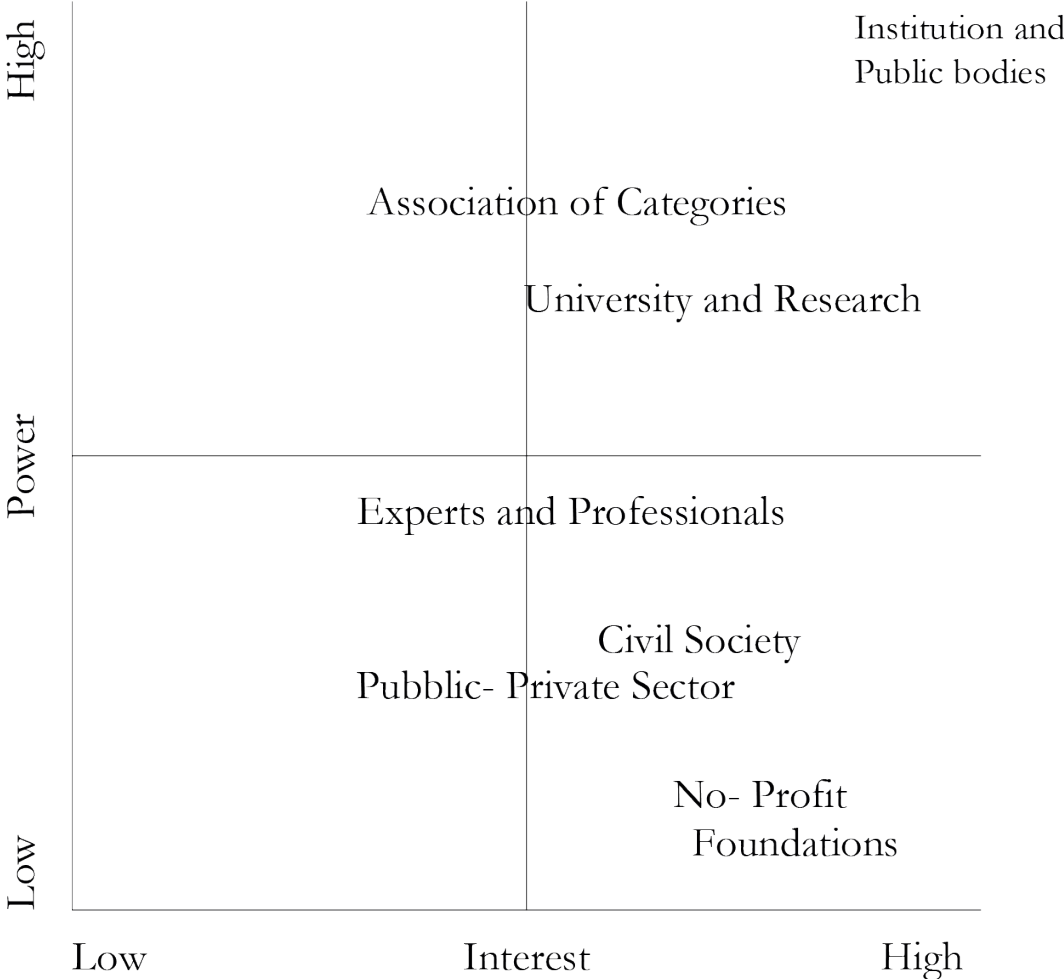 High
Institution and
Public bodies
Association of Categories
University and Research
Power
Experts and Professionals
Civil Society
Pubblic- Private Sector
No- Profit
Foundations
Low
Low
Interest
High